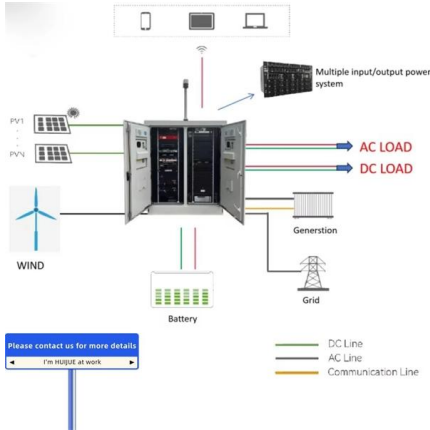 Multiple input/output power
system
PV1
PVN
AC LOAD
DC LOAD
WIND
Generstion
Grid
Battery
Please contact us for more details
I'm HUIJUE at work
DC Line
AC Line
Communication Line